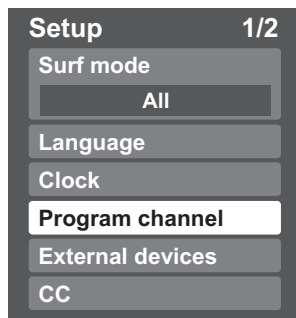 Setup 1/2
Surf mode
All
Language
Clock
Program channel
External devices
CC